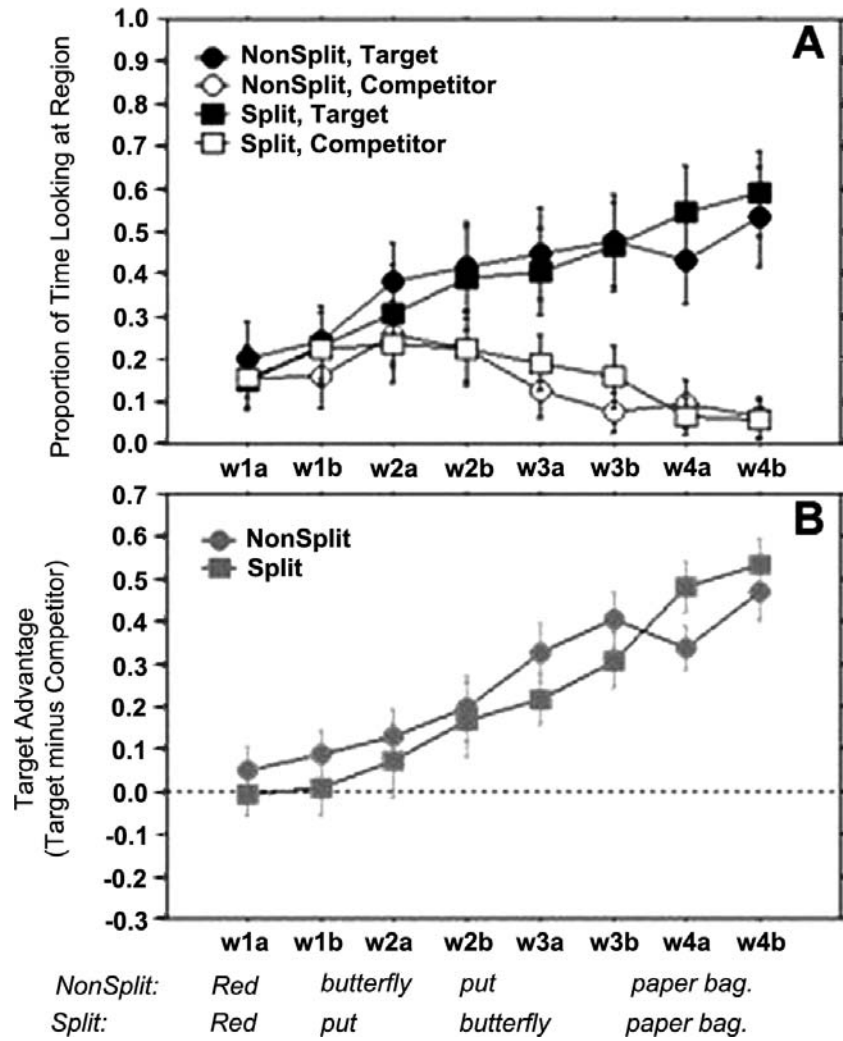 A
NonSplit, Target
NonSplit, Competitor
Split, Target
Split, Competitor
Proportion of Time Looking at Region
1.0
0.9
0.8
0.7
0.6
0.5
0.4
0.3
0.2
0.1
0.0
w1a w1b w2a w2b w3a w3b w4a w4b
B
NonSplit
Split
Target Advantage
(Target minus Competitor)
0.7
0.6
0.5
0.4
0.3
0.2
0.1
0.0
-0.1
-0.2
-0.3
w1a w1b w2a w2b w3a w3b w4a w4b
NonSplit: Red butterfly put paper bag.
Split: Red put butterfly paper bag.